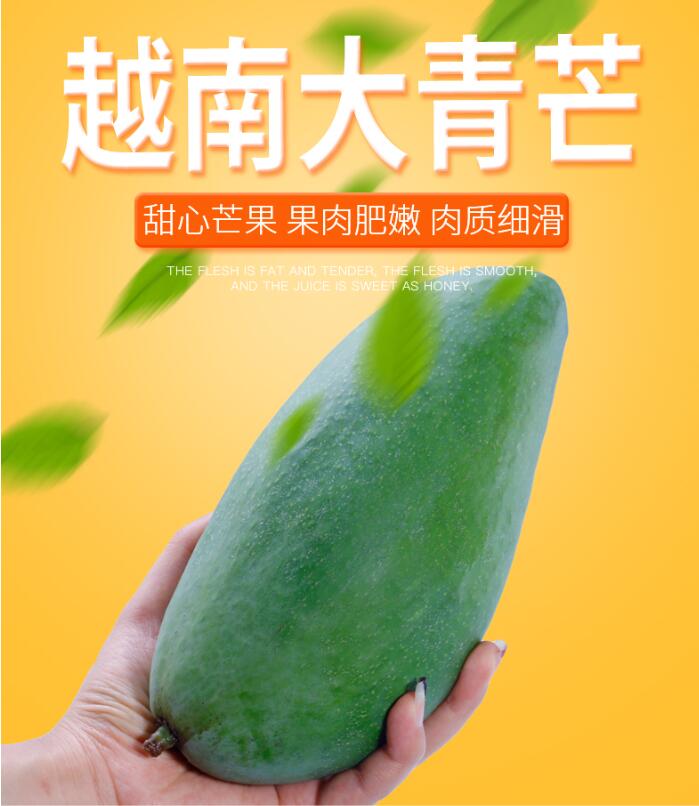 越南大青芒
甜心芒果 果肉肥嫩 肉质细滑
THE FLESH IS FAT AND TENDER, THE FLESH IS SMOOTH,
AND THE JUICE IS SWEET AS HONEY.